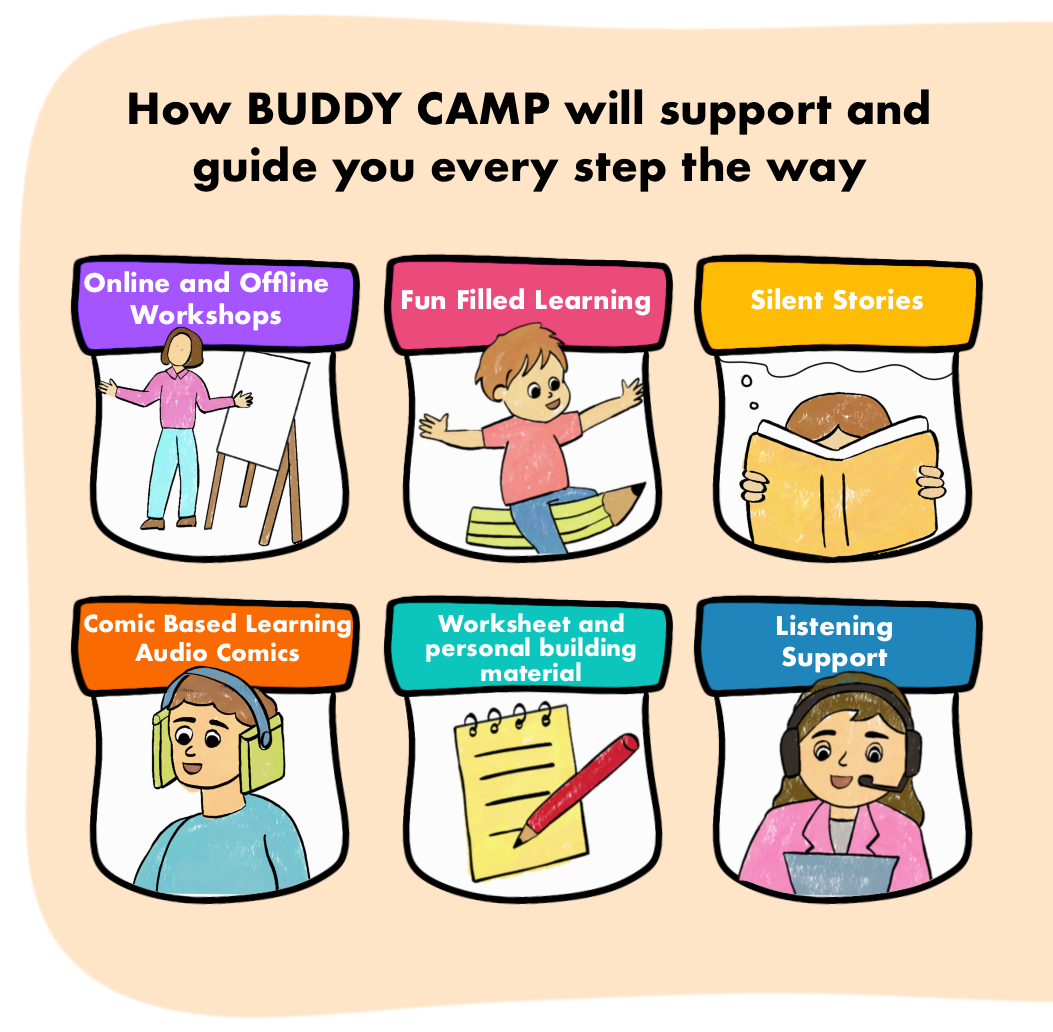 How BUDDY CAMP will support and
guide you every step the way
Online and Offline
Workshops
Fun Filled Learning
Silent Stories
Comic Based Learning
Audio Comics
Worksheet and
personal building
material
Listening
Support